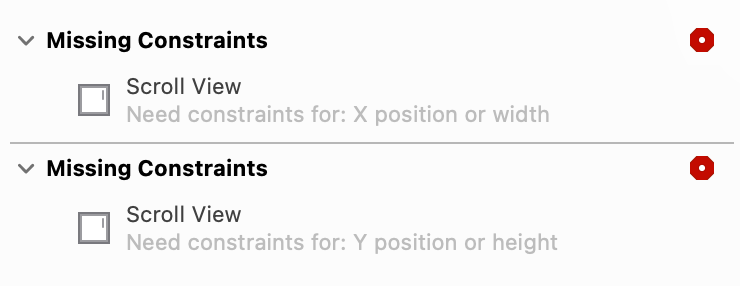 Missing Constraints
Scroll View
Need constraints for: X position or width
Missing Constraints
Scroll View
Need constraints for: Y position or height